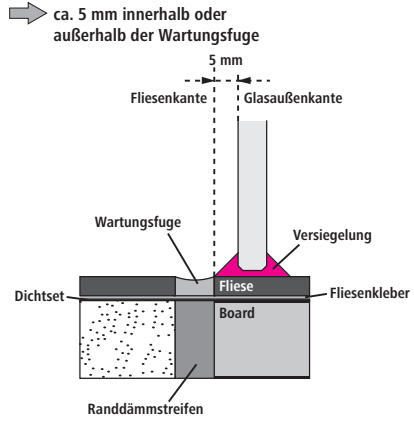 ca. 5 mm innerhalb oder
außerhalb der Wartungsfuge
5 mm
Fliesenkante
Glasaußenkante
Wartungsfuge
Versiegelung
Fliese
Dichtset
Fliesenkleber
Board
Randdämmstreifen